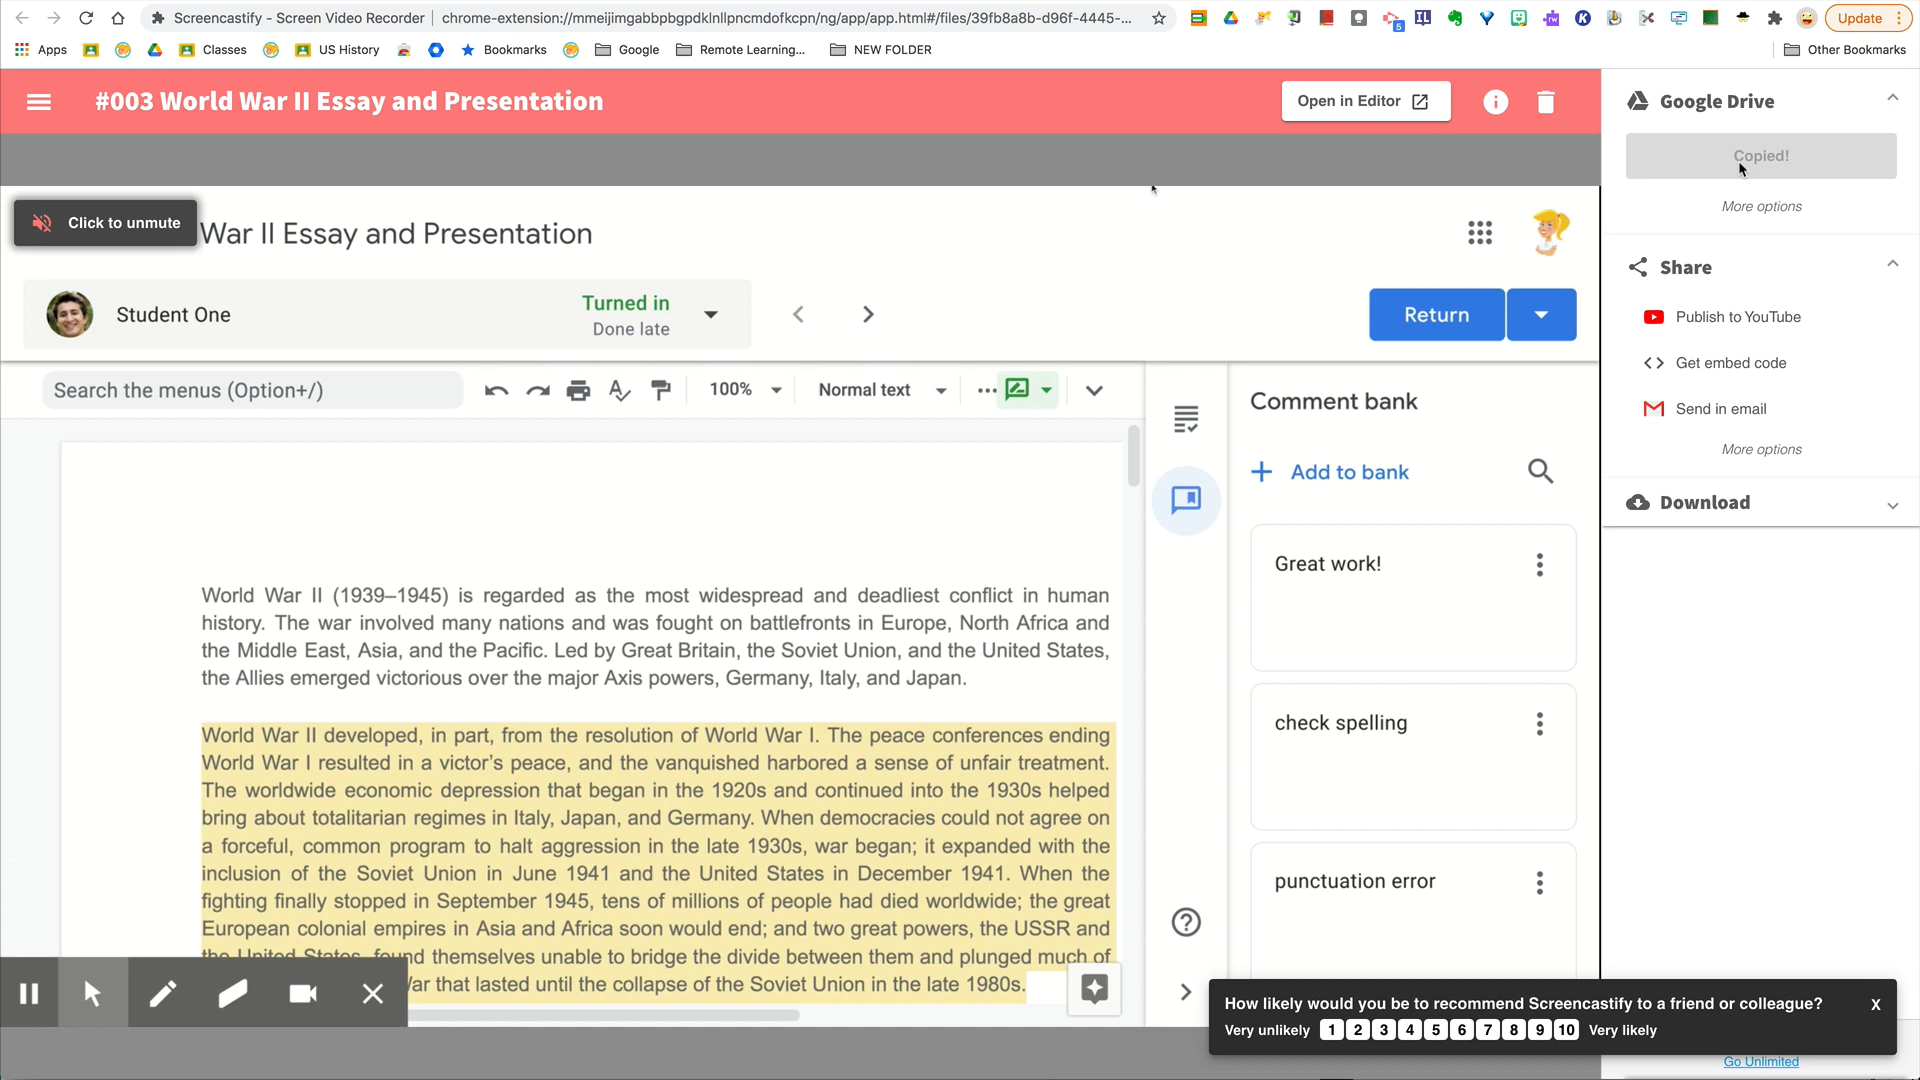 Screencastify - Screen Video Recorder
chrome-extension://mmeijimgabbpbgpdklnllpncmdofkcpn/ng/app/app.html#/files/39fb8a8b-d96f-4445-...
5
Update
Apps
Classes
US History
Bookmarks
Google
Remote Learning...
NEW FOLDER
Other Bookmarks
#003 World War II Essay and Presentation
Open in Editor
Google Drive
Copied!
More options
Click to unmute
War II Essay and Presentation
Share
Publish to YouTube
Get embed code
Send in email
More options
Download
Student One
Turned in
Done late
Return
Search the menus (Option+/)
100%
Normal text
Comment bank
Add to bank
Great work!
check spelling
punctuation error
World War II (1939–1945) is regarded as the most widespread and deadliest conflict in human
history. The war involved many nations and was fought on battlefronts in Europe, North Africa and
the Middle East, Asia, and the Pacific. Led by Great Britain, the Soviet Union, and the United States,
the Allies emerged victorious over the major Axis powers, Germany, Italy, and Japan.
World War II developed, in part, from the resolution of World War I. The peace conferences ending
World War I resulted in a victor's peace, and the vanquished harbored a sense of unfair treatment.
The worldwide economic depression that began in the 1920s and continued into the 1930s helped
bring about totalitarian regimes in Italy, Japan, and Germany. When democracies could not agree on
a forceful, common program to halt aggression in the late 1930s, war began; it expanded with the
inclusion of the Soviet Union in June 1941 and the United States in December 1941. When the
fighting finally stopped in September 1945, tens of millions of people had died worldwide; the great
European colonial empires in Asia and Africa soon would end; and two great powers, the USSR and
the United States, found themselves unable to bridge the divide between them and plunged much of
War that lasted until the collapse of the Soviet Union in the late 1980s.
How likely would you be to recommend Screencastify to a friend or colleague?
X
Very unlikely 1 2 3 4 5 6 7 8 9 10 Very likely
Go Unlimited